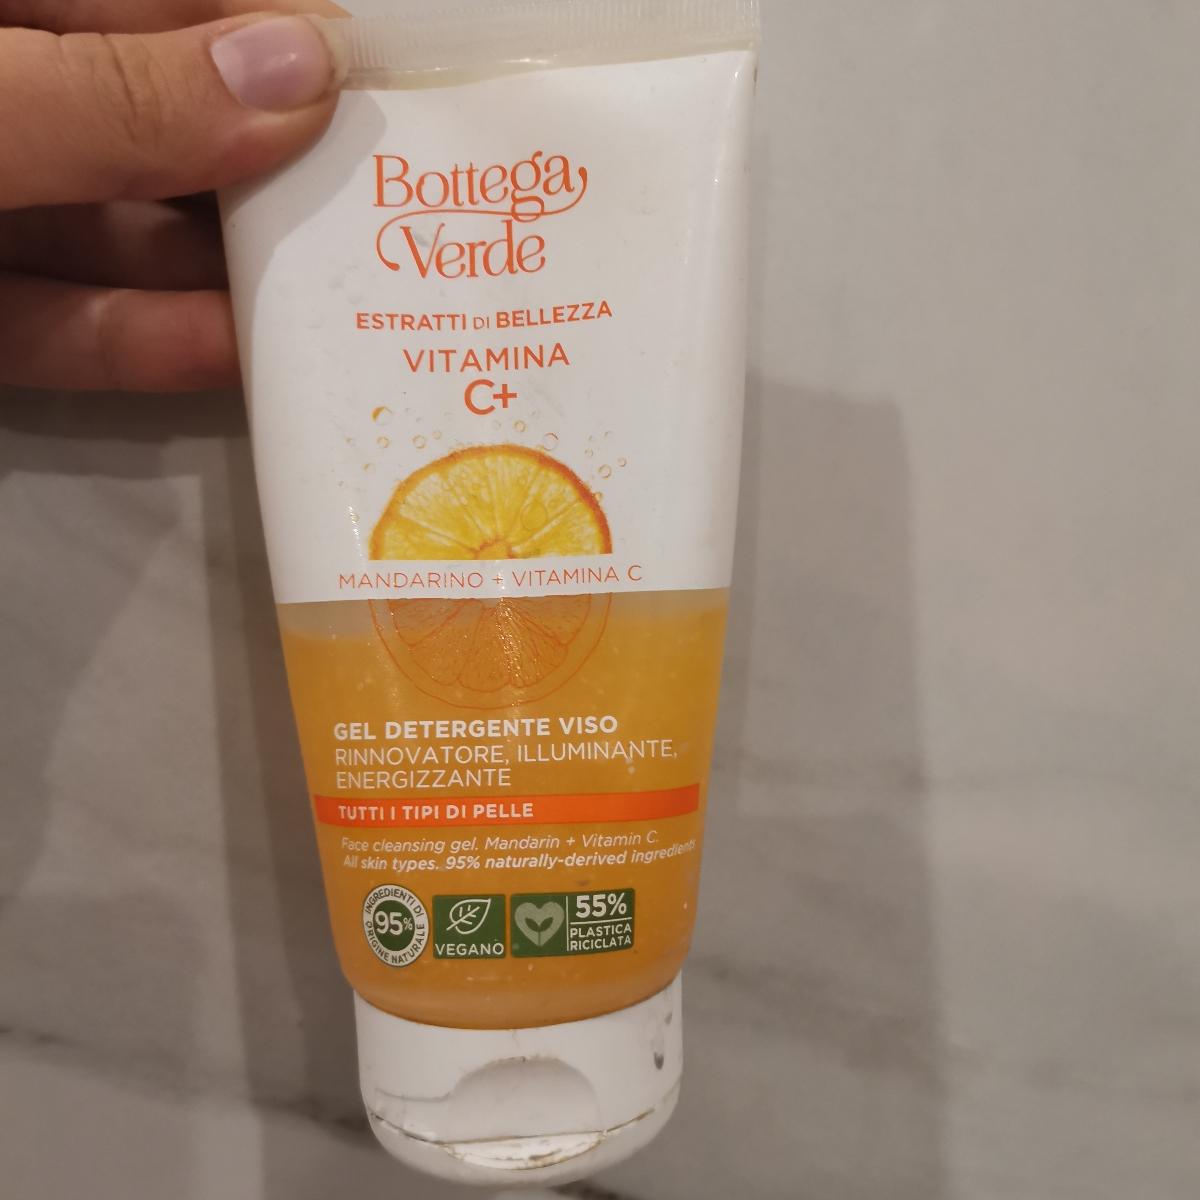 Bottega
Verde
ESTRATTI DI BELLEZZA
VITAMINA
C+
MANDARINO + VITAMINA C
GEL DETERGENTE VISO
RINNOVATORE, ILLUMINANTE,
ENERGIZZANTE
TUTTI I TIPI DI PELLE
Face cleansing gel. Mandarin + Vitamin C.
All skin types. 95% naturally-derived ingredients
INGREDIENTI DI ORIGINE NATURALE
95%
VEGANO
55%
PLASTICA
RICICLATA